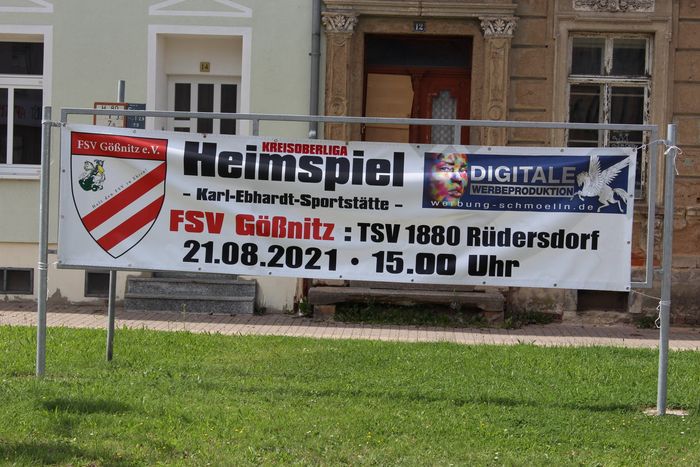 FSV Gößnitz e.V.
KREISOBERLIGA
Heimspiel
- Karl-Ebhardt-Sportstätte -
FSV Gößnitz : TSV 1880 Rüdersdorf
21.08.2021 • 15.00 Uhr
DIGITALE
WERBEPRODUKTION
werbung-schmoelln.de
14
12
H 80